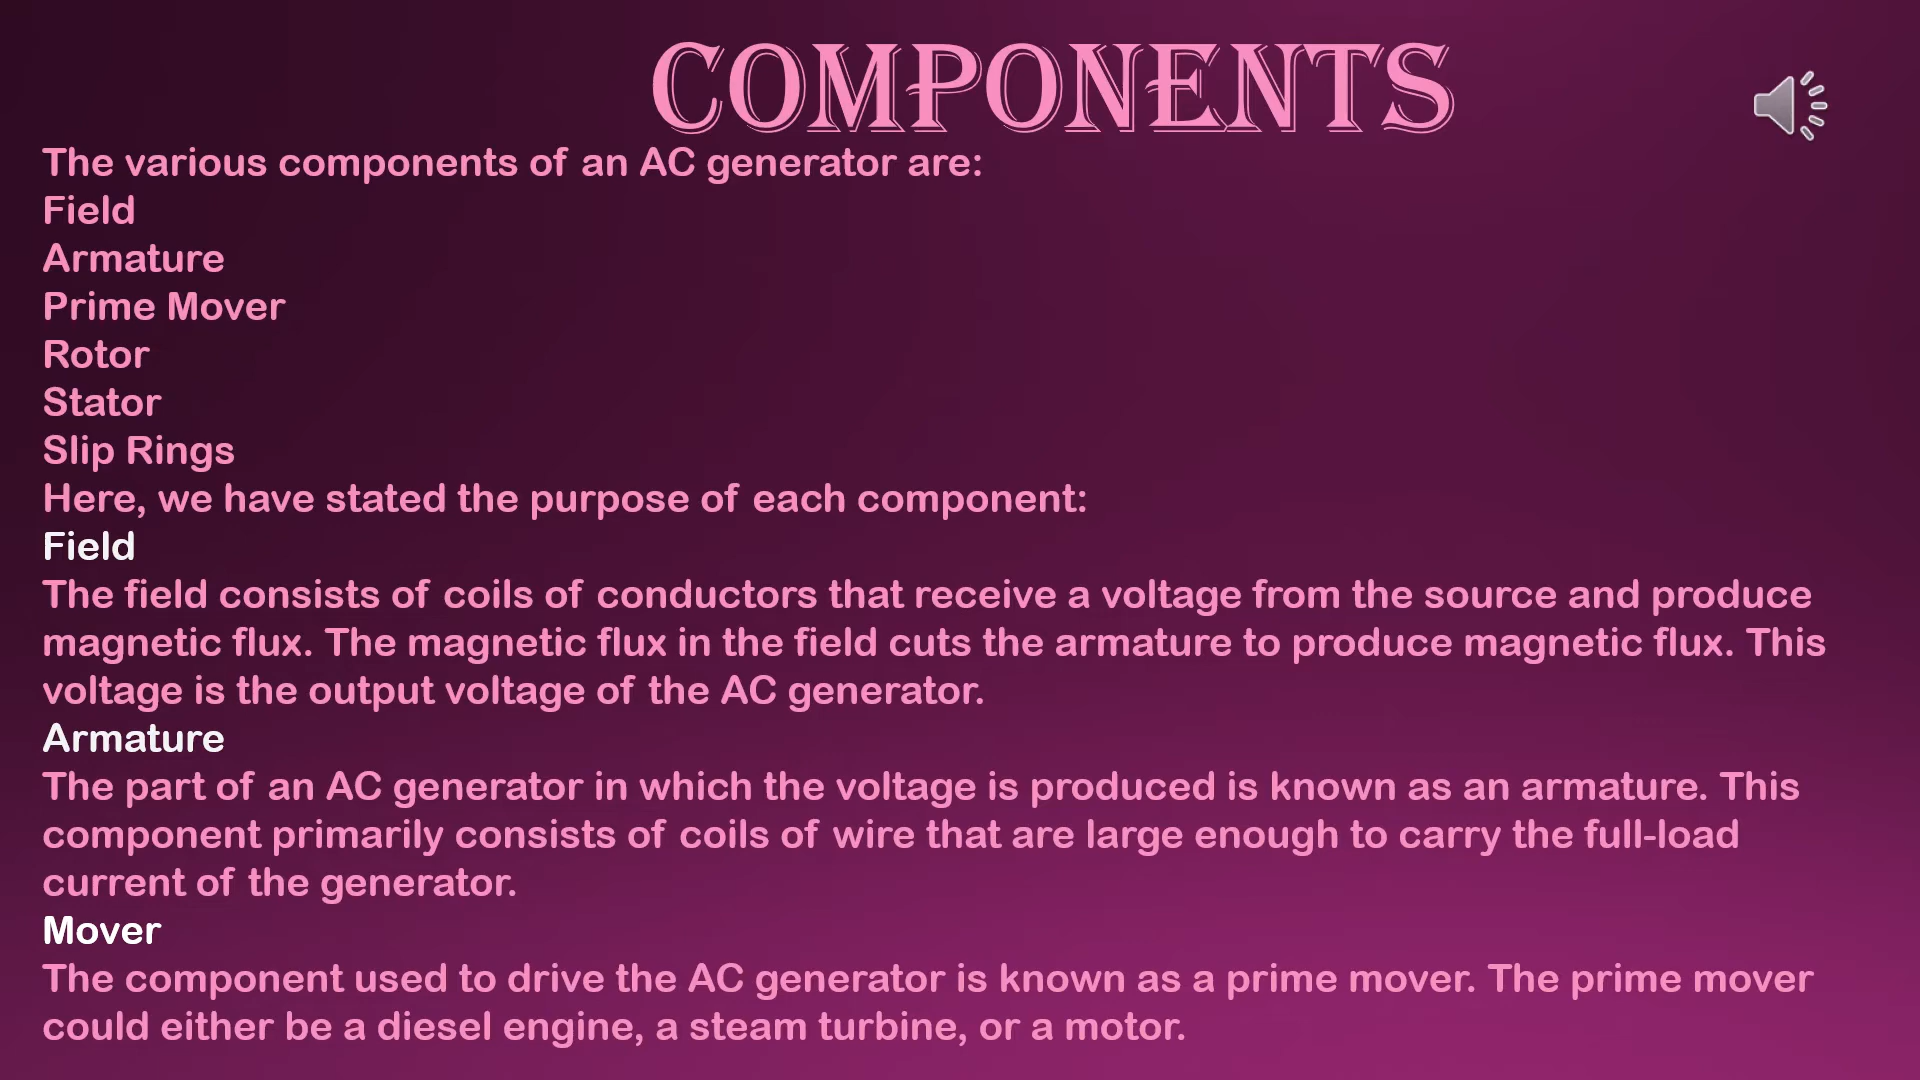 COMPONENTS
The various components of an AC generator are:
Field
Armature
Prime Mover
Rotor
Stator
Slip Rings
Here, we have stated the purpose of each component:
Field
The field consists of coils of conductors that receive a voltage from the source and produce
magnetic flux. The magnetic flux in the field cuts the armature to produce magnetic flux. This
voltage is the output voltage of the AC generator.
Armature
The part of an AC generator in which the voltage is produced is known as an armature. This
component primarily consists of coils of wire that are large enough to carry the full-load
current of the generator.
Mover
The component used to drive the AC generator is known as a prime mover. The prime mover
could either be a diesel engine, a steam turbine, or a motor.